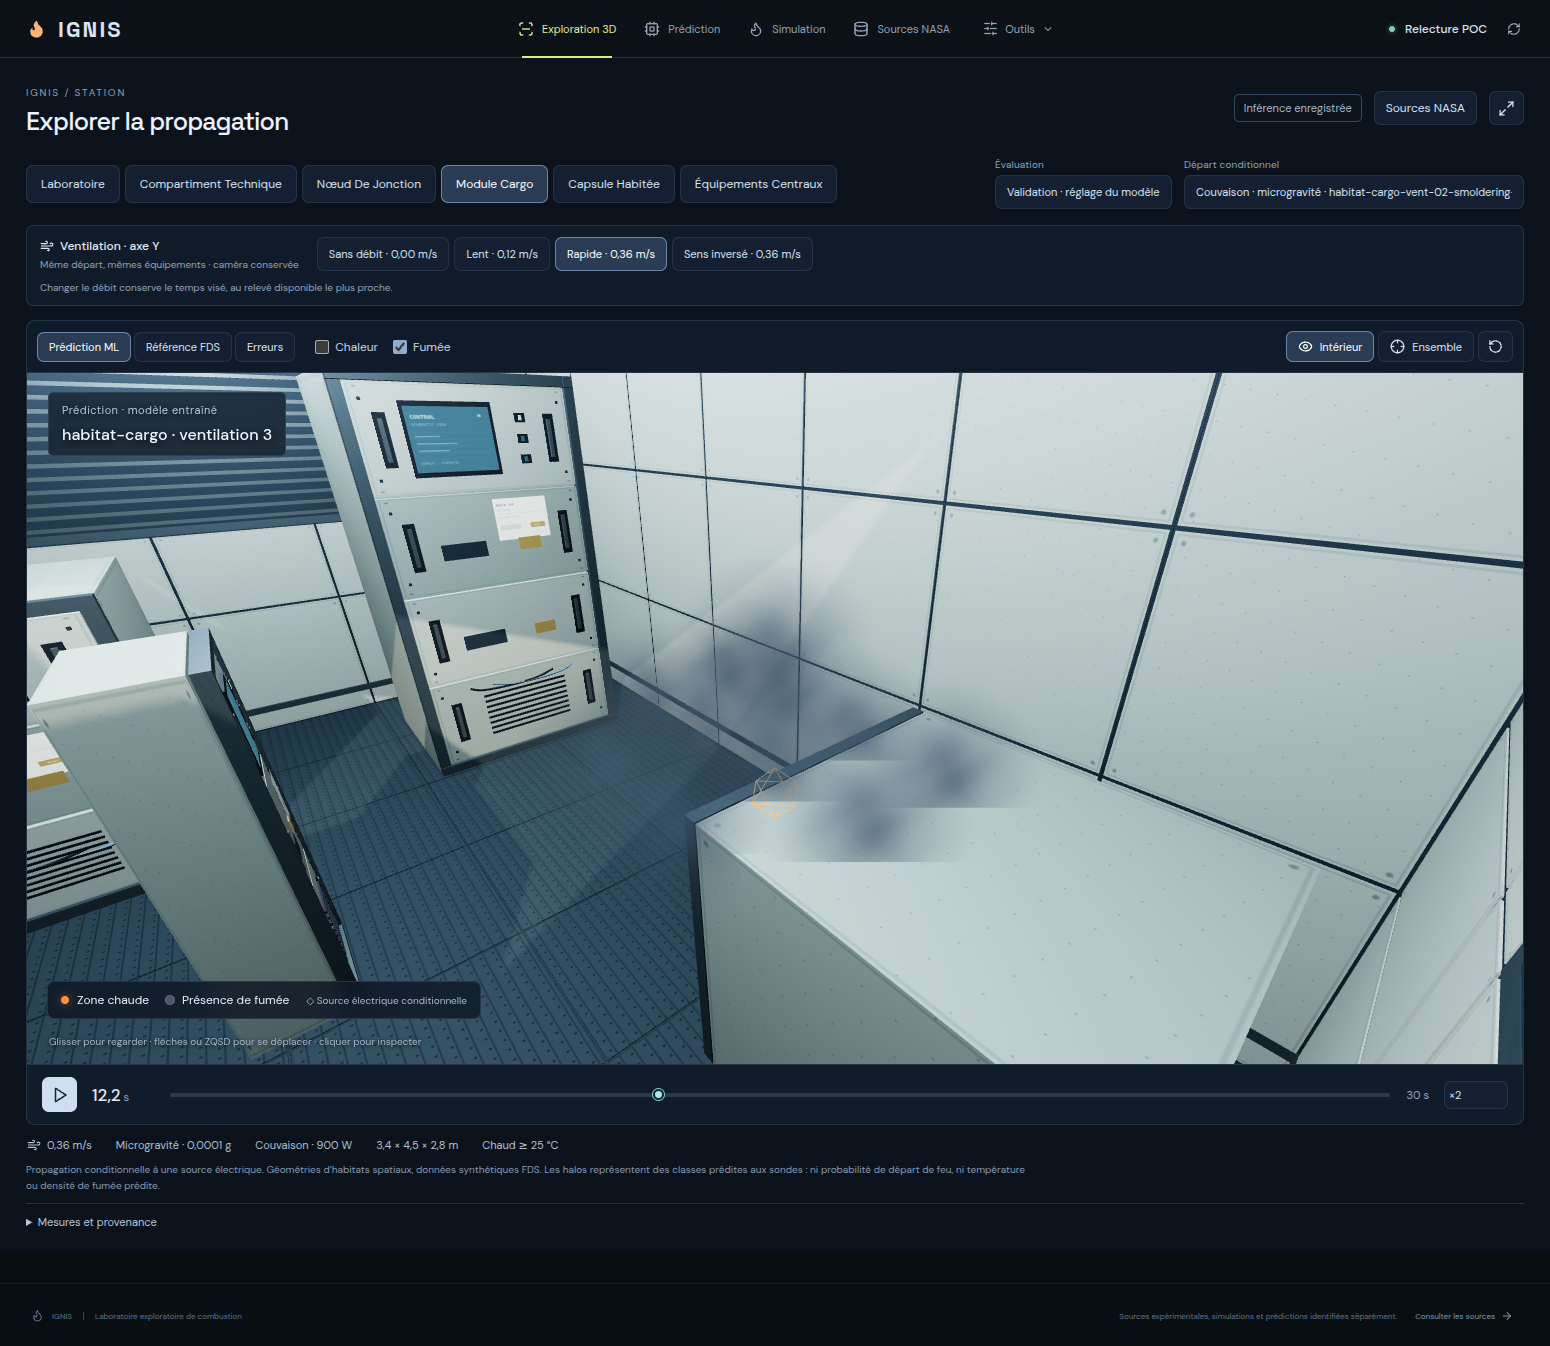 IGNIS
Exploration 3D
Prédiction
Simulation
Sources NASA
Outils
Relecture POC
IGNIS / STATION
Explorer la propagation
Inférence enregistrée
Sources NASA
Laboratoire
Compartiment Technique
Nœud De Jonction
Module Cargo
Capsule Habitée
Équipements Centraux
Évaluation
Validation · réglage du modèle
Départ conditionnel
Couvaison · microgravité · habitat-cargo-vent-02-smoldering-
Ventilation · axe Y
Même départ, mêmes équipements · caméra conservée
Sans débit · 0,00 m/s
Lent · 0,12 m/s
Rapide · 0,36 m/s
Sens inversé · 0,36 m/s
Changer le débit conserve le temps visé, au relevé disponible le plus proche.
Prédiction ML
Référence FDS
Erreurs
Chaleur
Fumée
Intérieur
Ensemble
Prédiction · modèle entraîné
habitat-cargo · ventilation 3
CONTROL
Zone chaude
Présence de fumée
◇ Source électrique conditionnelle
Glisser pour regarder · flèches ou ZQSD pour se déplacer · cliquer pour inspecter
12,2 s
30 s
×2
0,36 m/s
Microgravité · 0,0001 g
Couvaison · 900 W
3,4 × 4,5 × 2,8 m
Chaud ≥ 25 °C
Propagation conditionnelle à une source électrique. Géométries d'habitats spatiaux, données synthétiques FDS. Les halos représentent des classes prédites aux sondes : ni probabilité de départ de feu, ni température
ou densité de fumée prédite.
Mesures et provenance
IGNIS
Laboratoire exploratoire de combustion
Sources expérimentales, simulations et prédictions identifiées séparément.
Consulter les sources